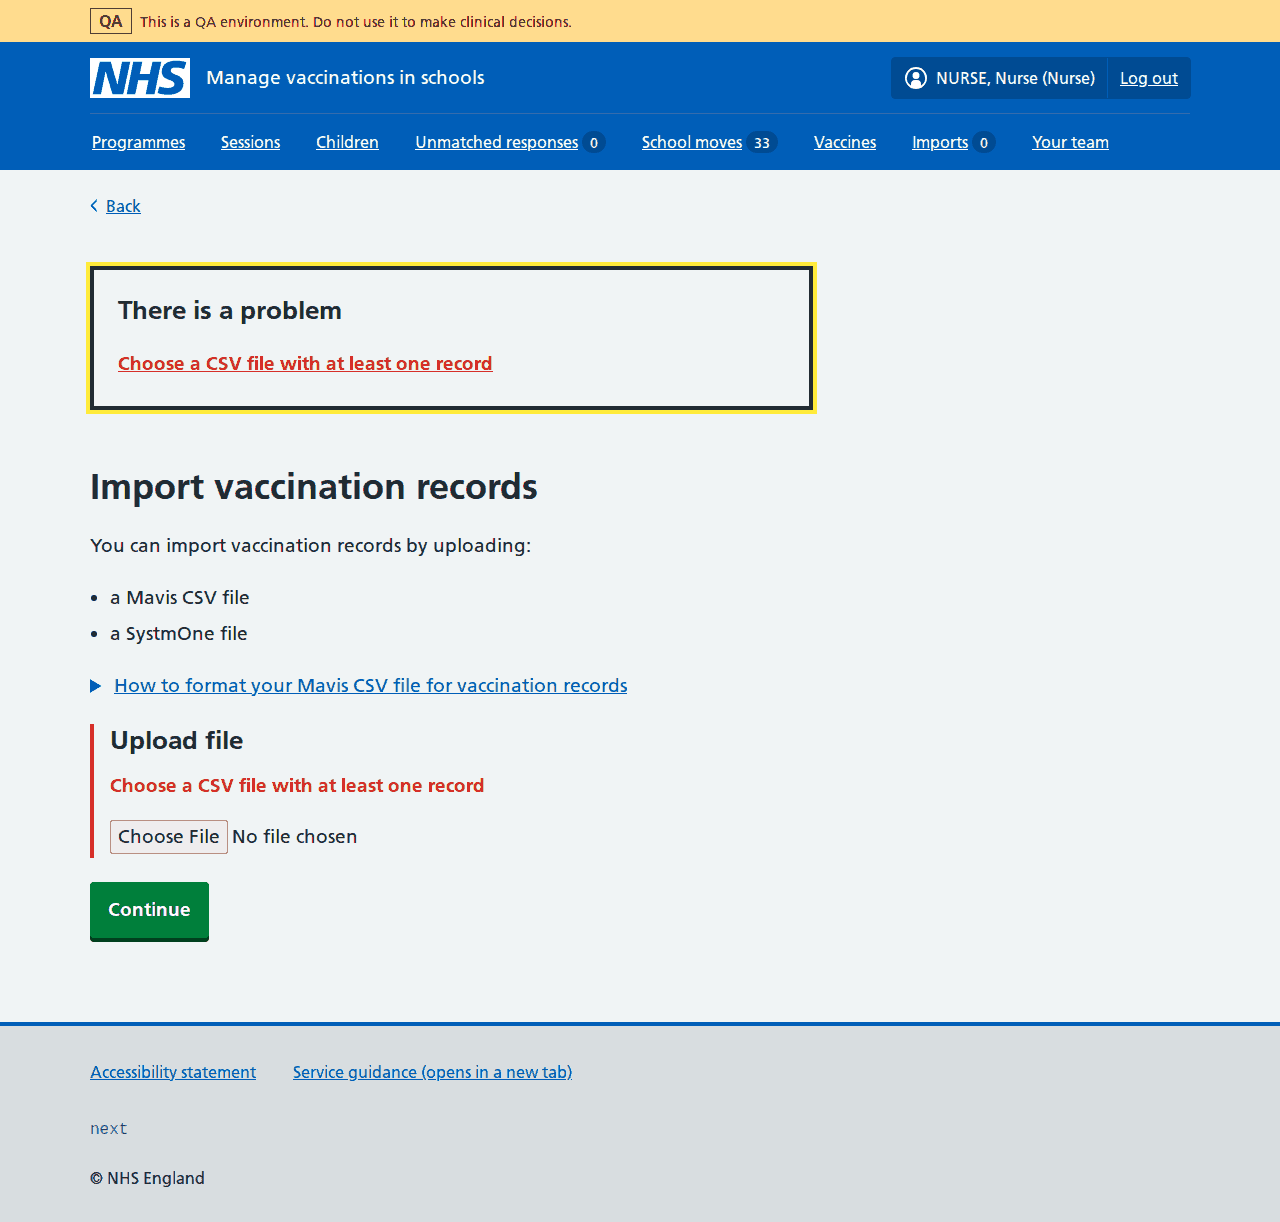 QA This is a QA environment. Do not use it to make clinical decisions.
NHS Manage vaccinations in schools NURSE, Nurse (Nurse) Log out
Programmes Sessions Children Unmatched responses 0 School moves 33 Vaccines Imports 0 Your team
Back
There is a problem
Choose a CSV file with at least one record
Import vaccination records
You can import vaccination records by uploading:
• a Mavis CSV file
• a SystmOne file
How to format your Mavis CSV file for vaccination records
Upload file
Choose a CSV file with at least one record
Choose File No file chosen
Continue
Accessibility statement Service guidance (opens in a new tab)
next
© NHS England